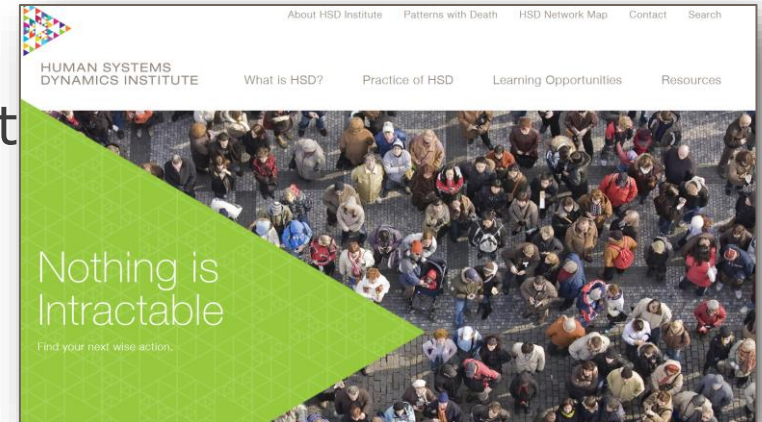 About HSD Institute Patterns with Death HSD Network Map Contact Search
HUMAN SYSTEMS
DYNAMICS INSTITUTE
What is HSD? Practice of HSD Learning Opportunities Resources
t
Nothing is
Intractable
Find your next wise action.